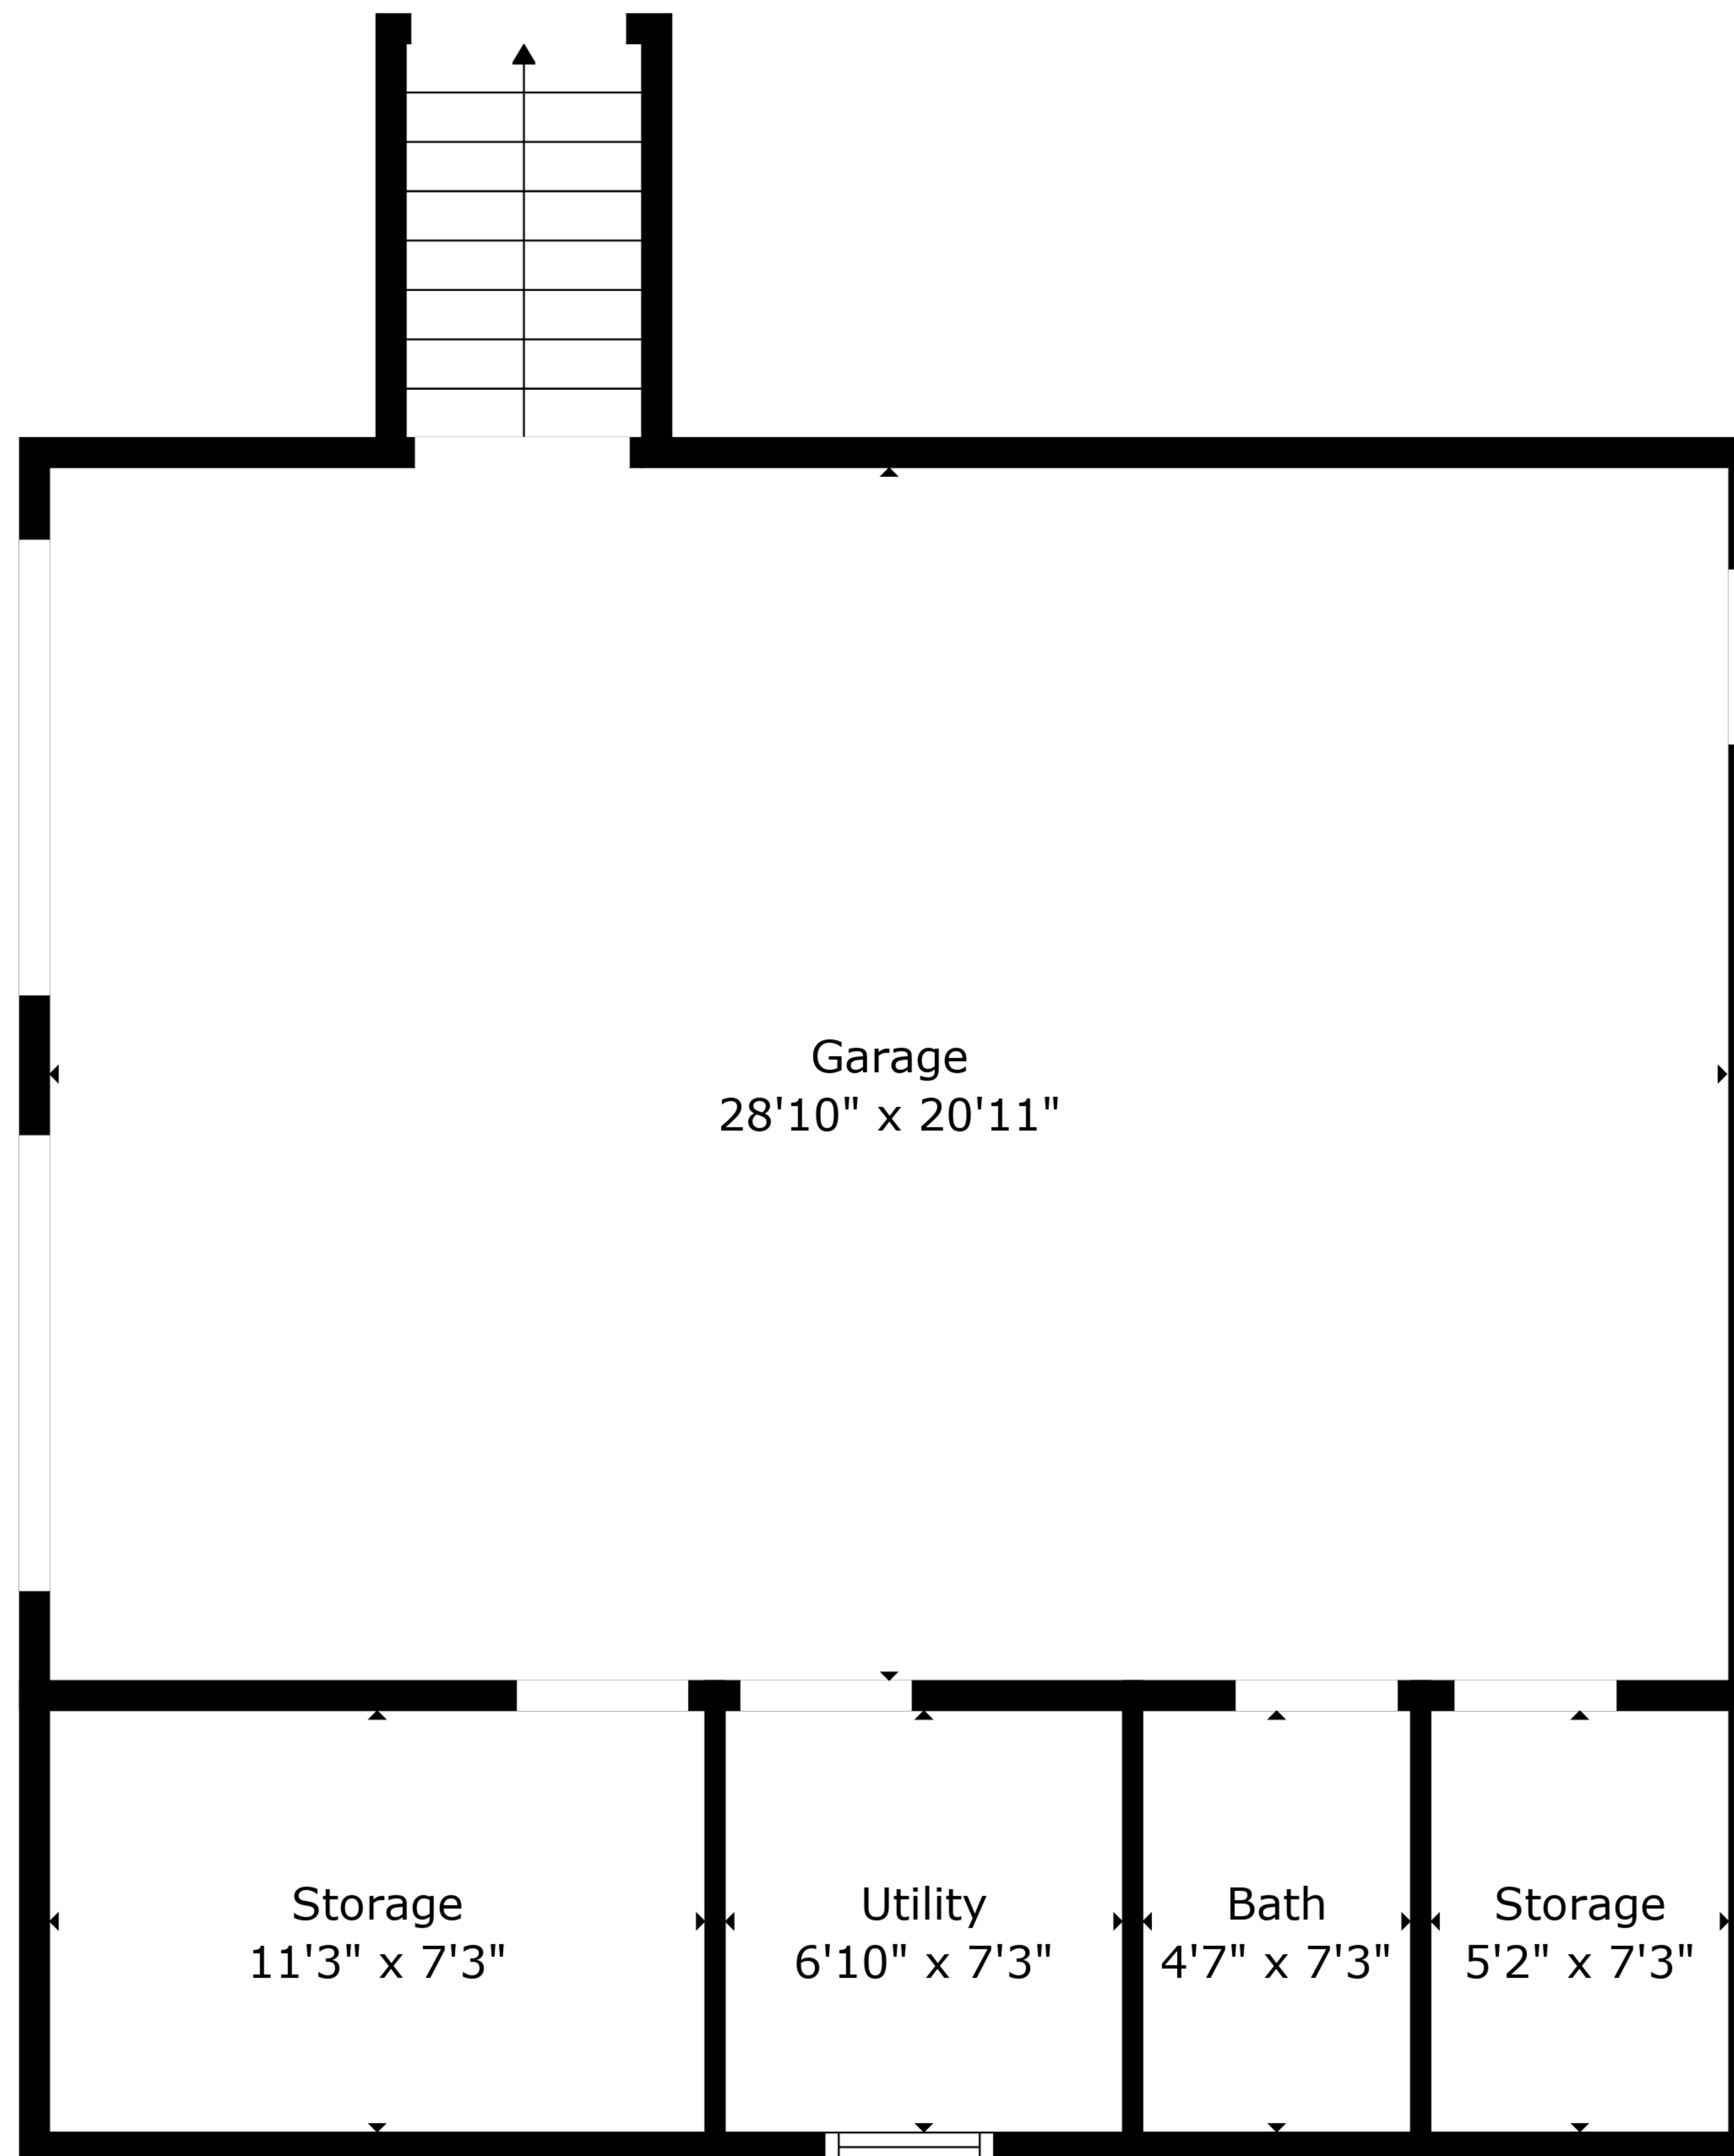 Garage
28'10" x 20'11"
Storage
11'3" x 7'3"
Utility
6'10" x 7'3"
Bath
4'7" x 7'3"
Storage
5'2" x 7'3"